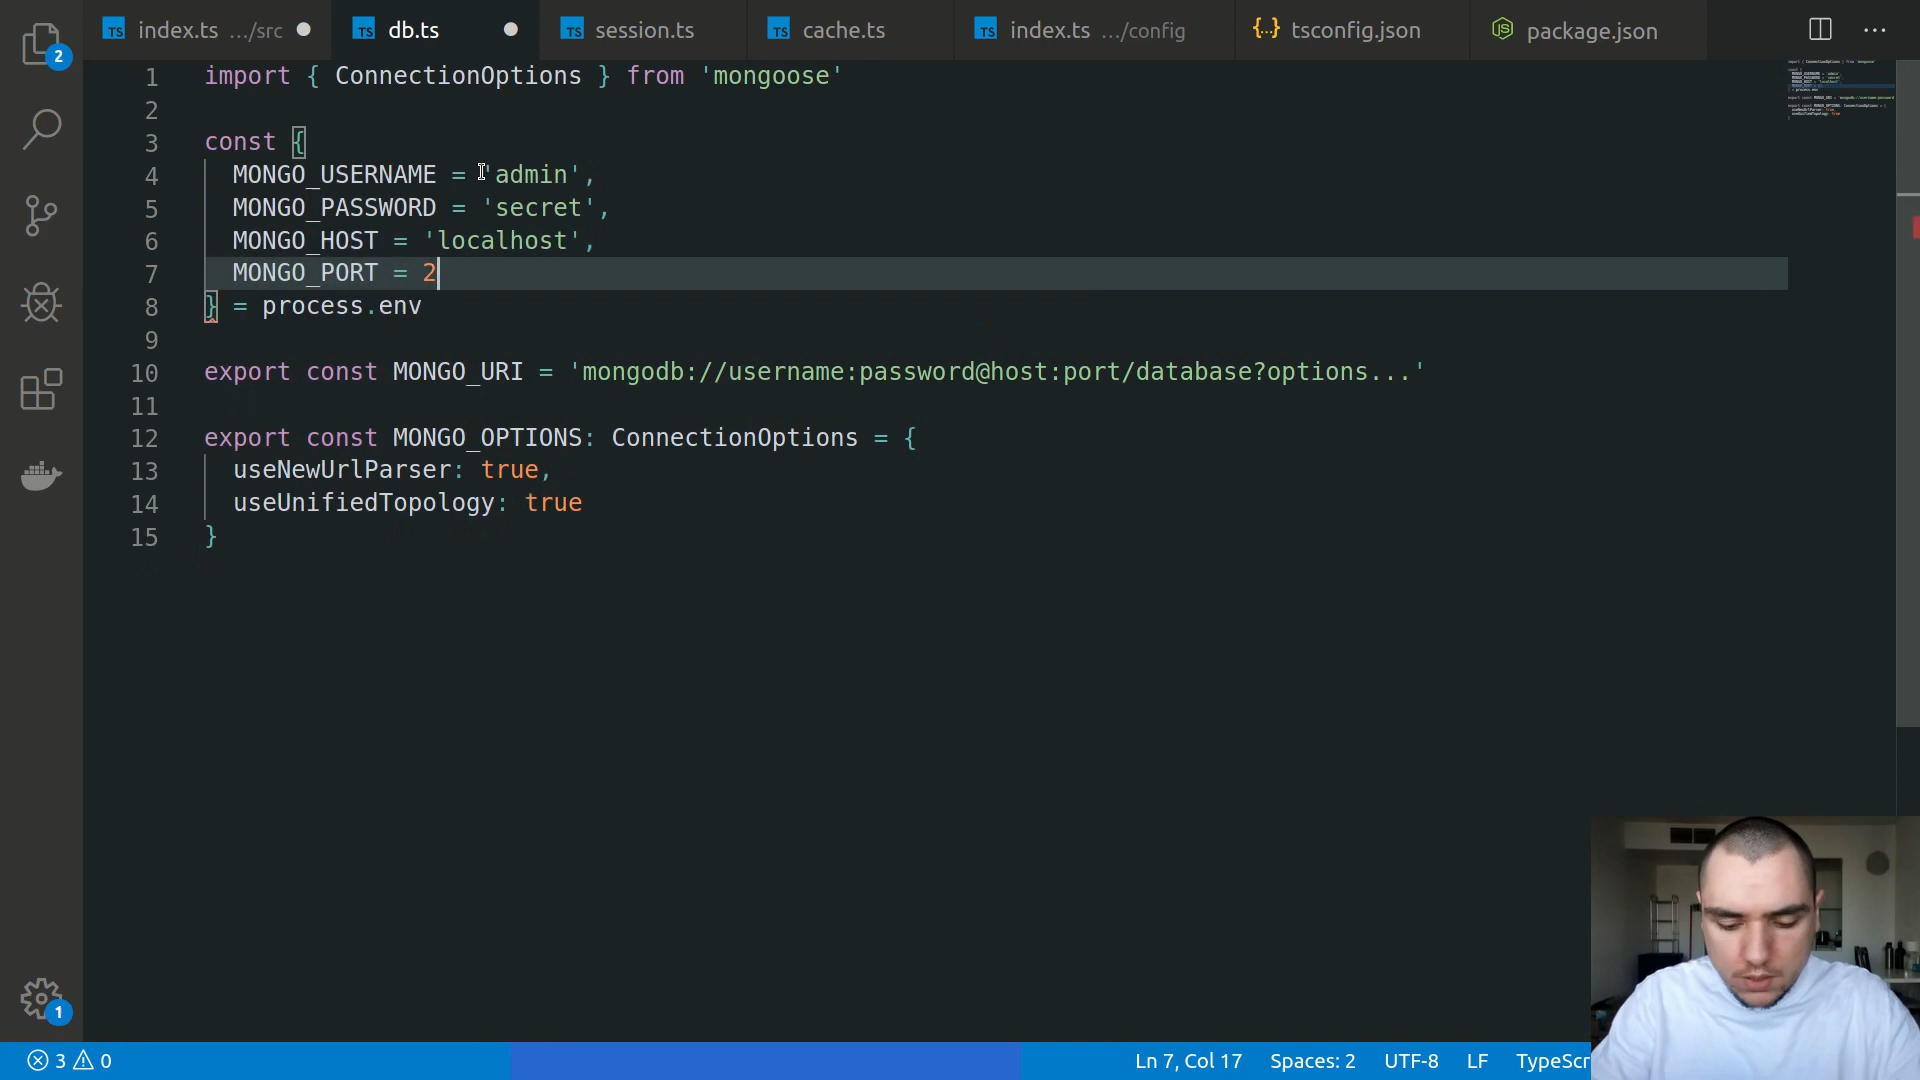 index.ts .../src
db.ts
session.ts
cache.ts
index.ts .../config
tsconfig.json
package.json
1 import { ConnectionOptions } from 'mongoose'
2
3 const {
4 MONGO_USERNAME = 'admin',
5 MONGO_PASSWORD = 'secret',
6 MONGO_HOST = 'localhost',
7 MONGO_PORT = 2
8 } = process.env
9
10 export const MONGO_URI = 'mongodb://username:password@host:port/database?options...'
11
12 export const MONGO_OPTIONS: ConnectionOptions = {
13 useNewUrlParser: true,
14 useUnifiedTopology: true
15 }
2
1
3 0
Ln 7, Col 17 Spaces: 2 UTF-8 LF TypeScr